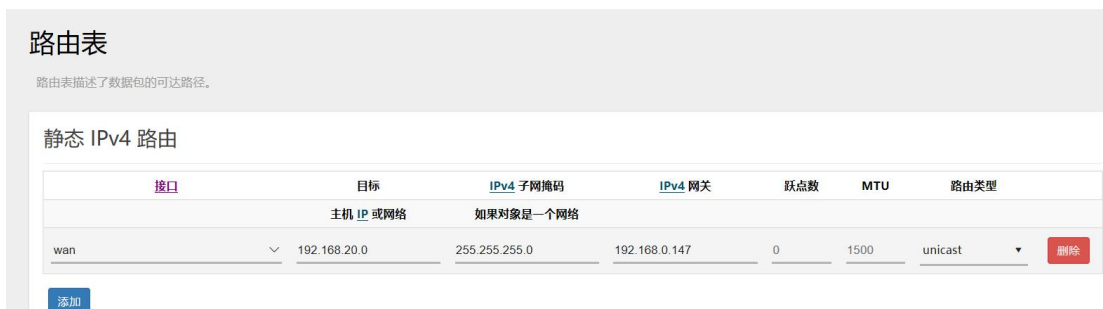 路由表
路由表描述了数据包的可达路径。
静态 IPv4 路由
接口 目标 IPv4 子网掩码 IPv4 网关 跃点数 MTU 路由类型
主机 IP 或网络 如果对象是一个网络
wan 192.168.20.0 255.255.255.0 192.168.0.147 0 1500 unicast 删除
添加